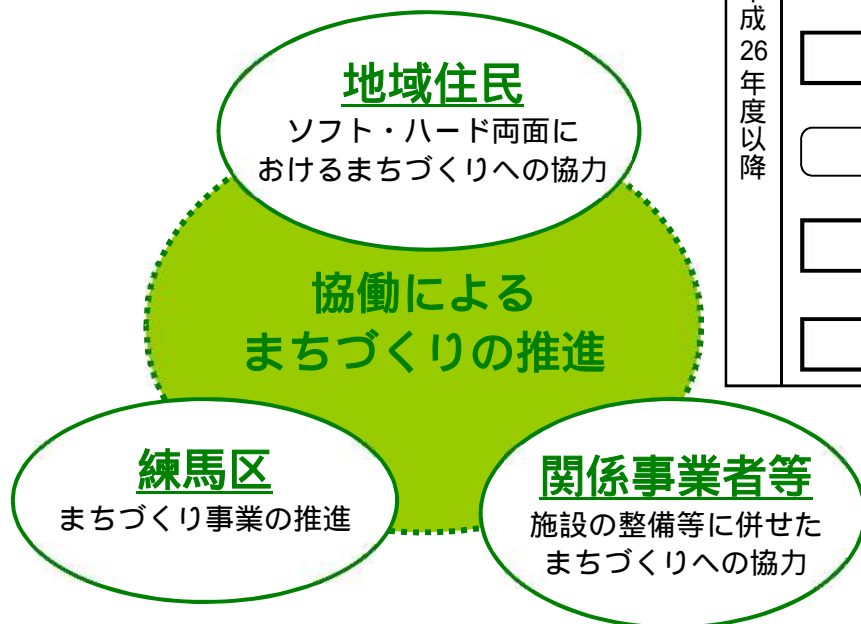 地域住民
ソフト・ハード両面に
おけるまちづくりへの協力
協働による
まちづくりの推進
練馬区
まちづくり事業の推進
関係事業者等
施設の整備等に併せた
まちづくりへの協力
成26年度以降